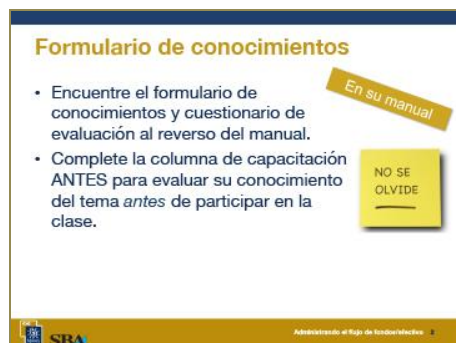 Formulario de conocimientos
• Encuentre el formulario de
conocimientos y cuestionario de
evaluación al reverso del manual.
• Complete la columna de capacitación
ANTES para evaluar su conocimiento
del tema antes de participar en la
clase.
En su manual
NO SE
OLVIDE
SBA
Administrando el flujo de fondos/efectivo